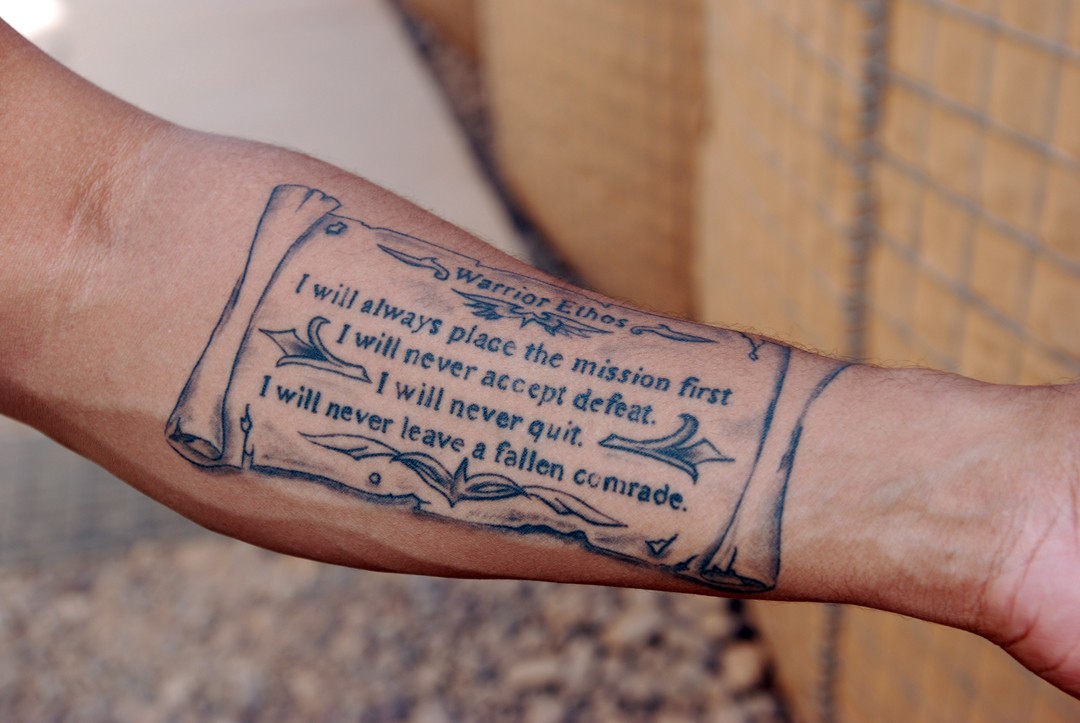 Warrior Ethos
I will always place the mission first
I will never accept defeat.
I will never quit.
I will never leave a fallen comrade.